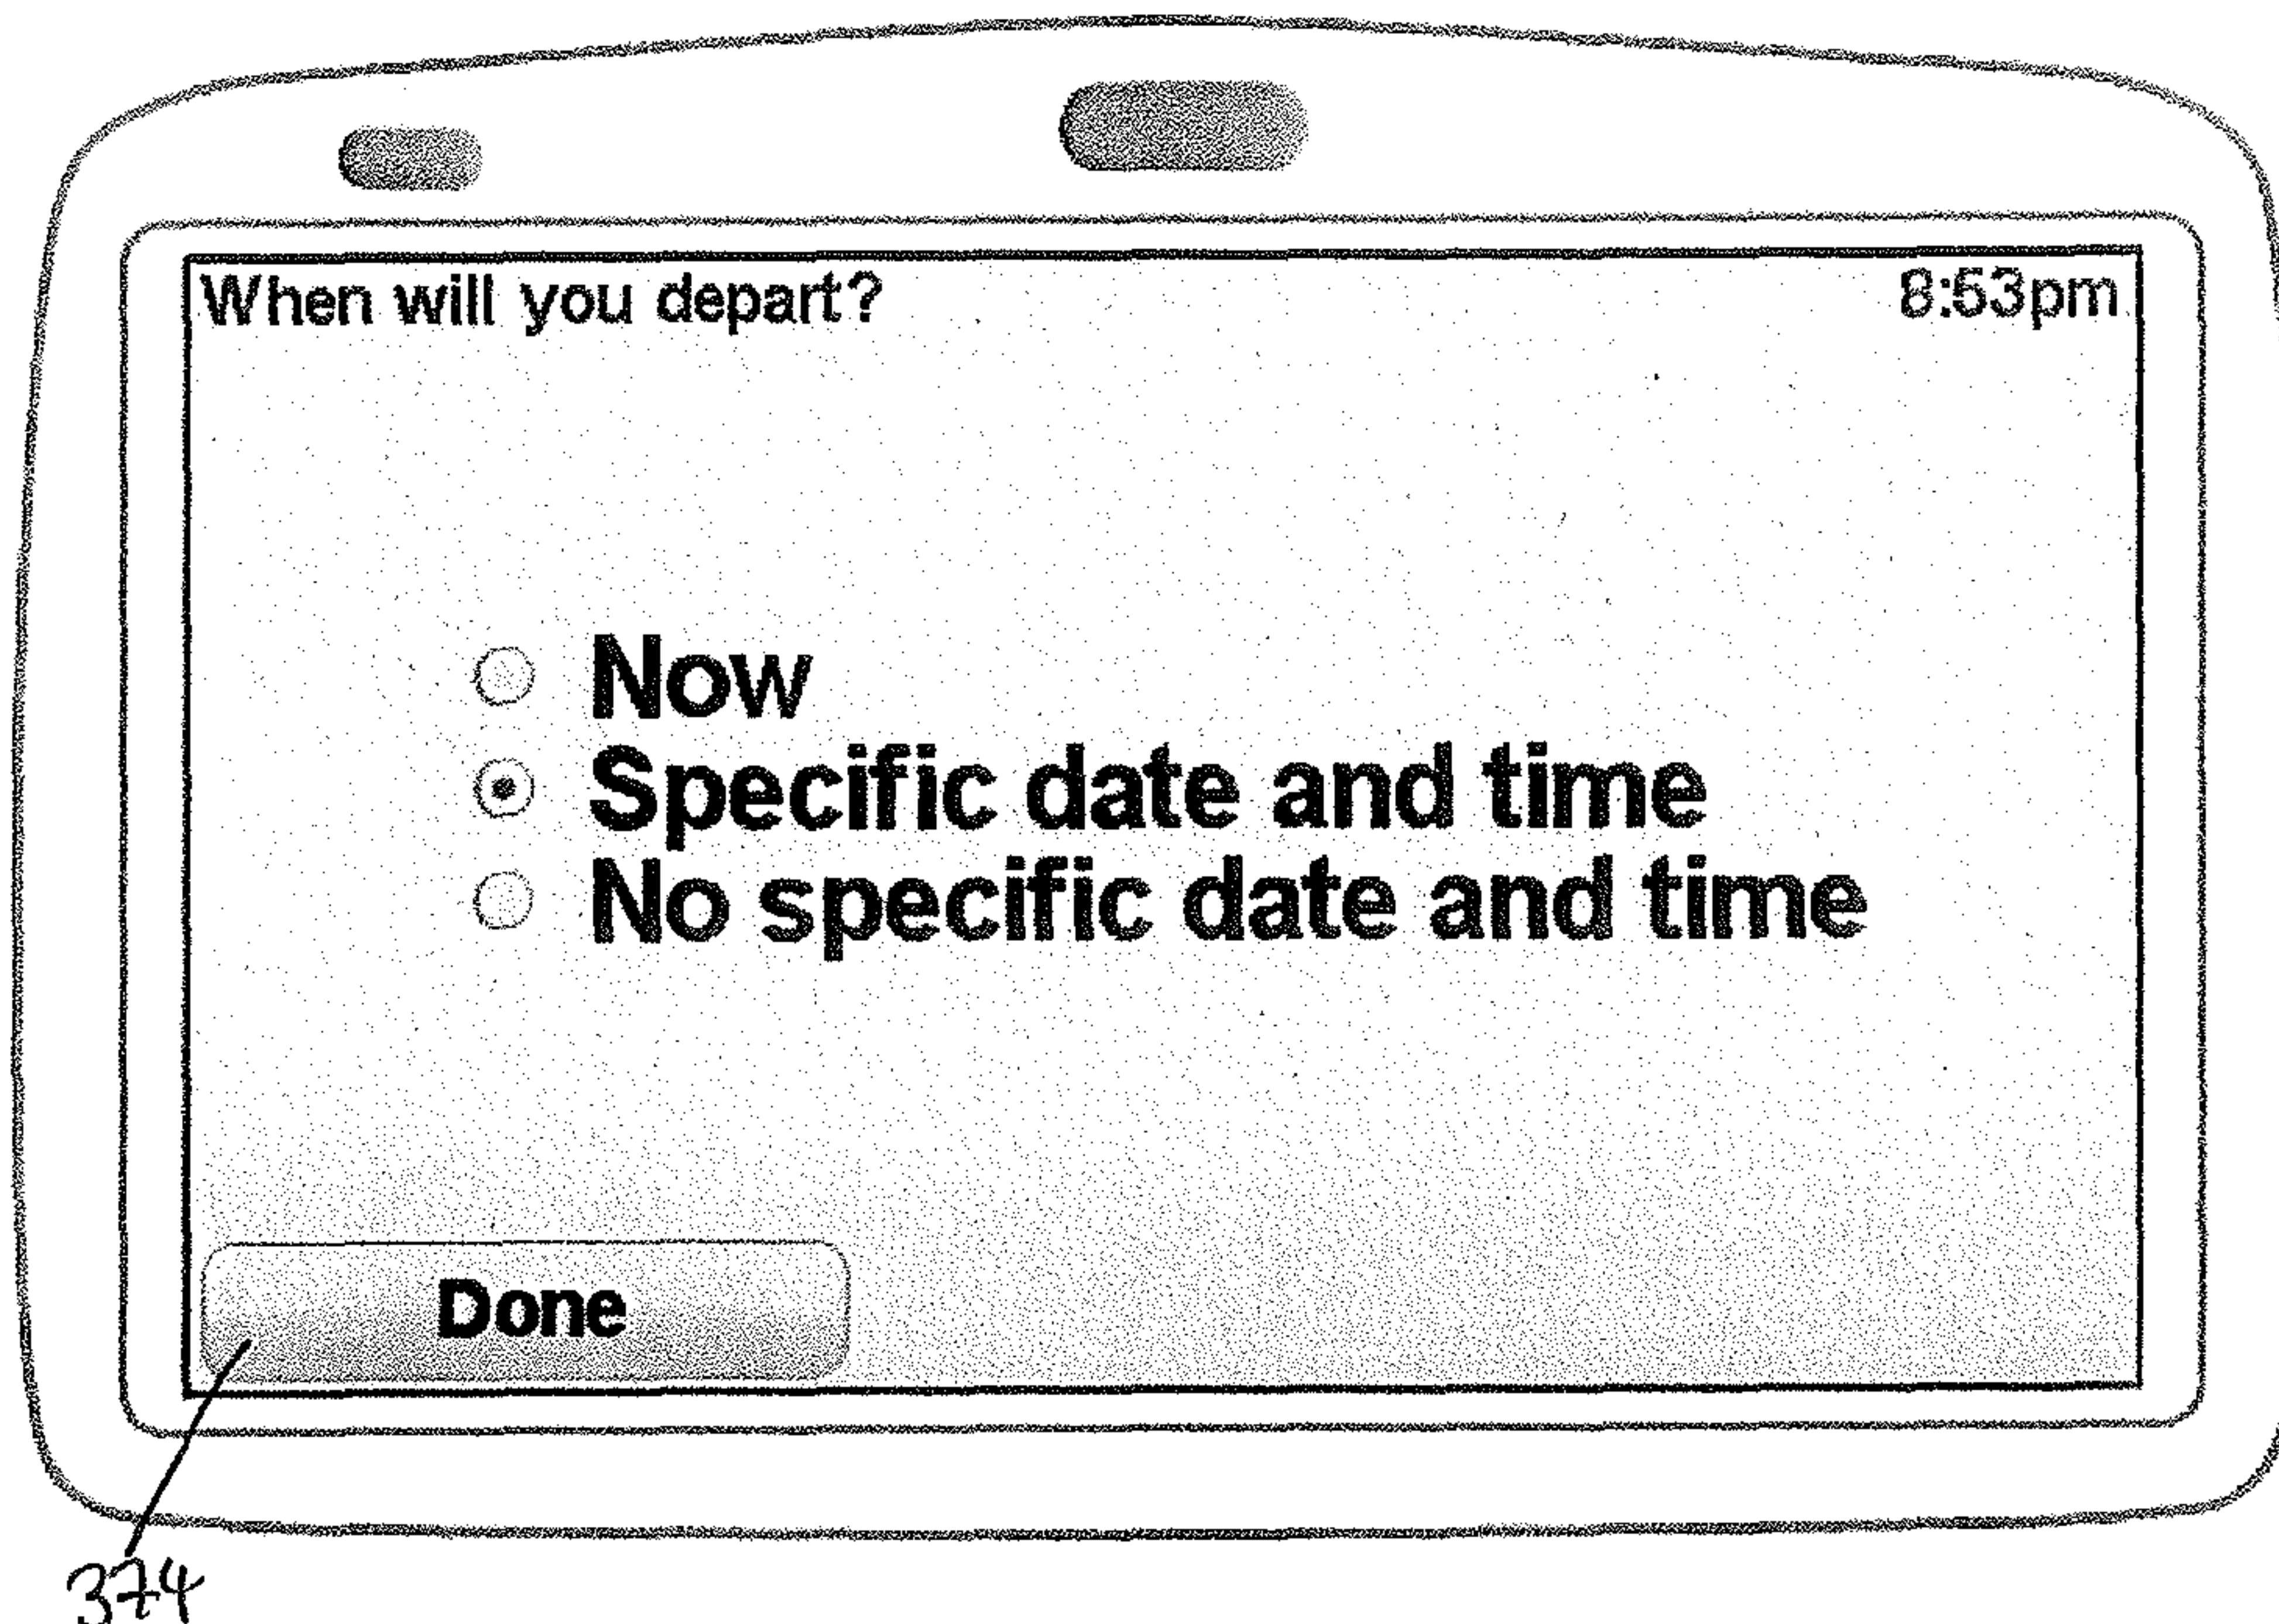 When will you depart? 8:53pm
Now
Specific date and time
No specific date and time
Done
374